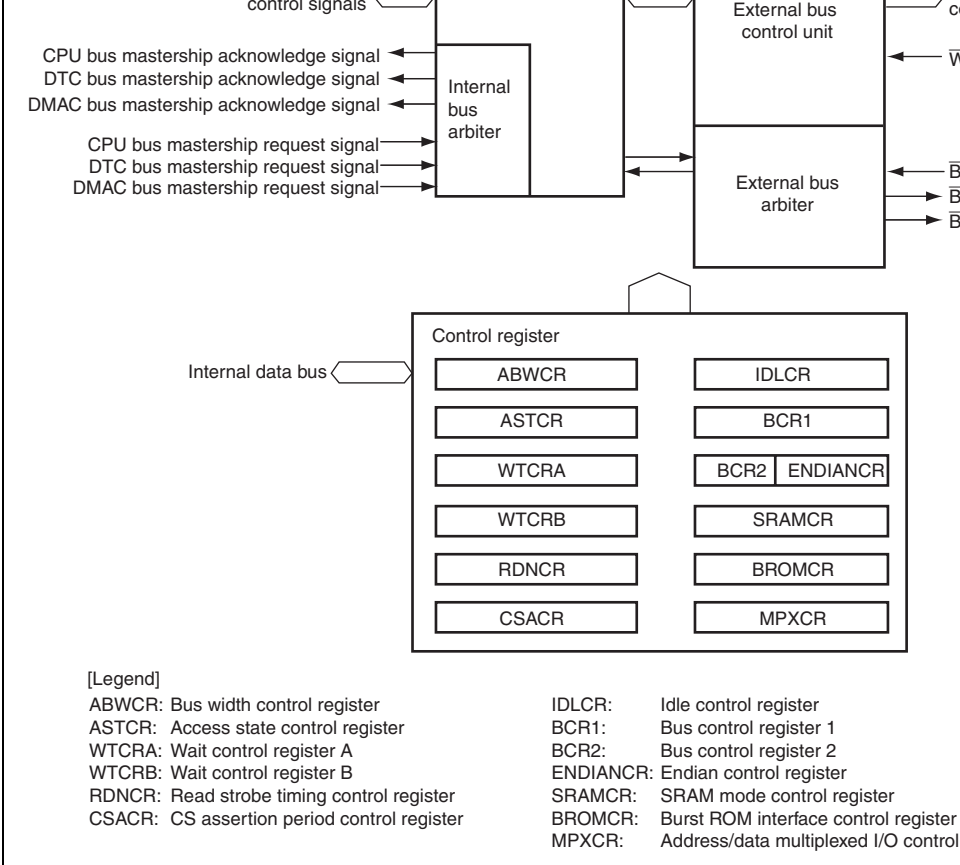 control signals
External bus
control unit
CPU bus mastership acknowledge signal
DTC bus mastership acknowledge signal
DMAC bus mastership acknowledge signal
Internal
bus
arbiter
CPU bus mastership request signal
DTC bus mastership request signal
DMAC bus mastership request signal
External bus
arbiter
Control register
Internal data bus
ABWCR
IDLCR
ASTCR
BCR1
WTCRA
BCR2 ENDIANCR
WTCRB
SRAMCR
RDNCR
BROMCR
CSACR
MPXCR
[Legend]
ABWCR: Bus width control register
ASTCR: Access state control register
WTCRA: Wait control register A
WTCRB: Wait control register B
RDNCR: Read strobe timing control register
CSACR: CS assertion period control register
IDLCR: Idle control register
BCR1: Bus control register 1
BCR2: Bus control register 2
ENDIANCR: Endian control register
SRAMCR: SRAM mode control register
BROMCR: Burst ROM interface control register
MPXCR: Address/data multiplexed I/O control